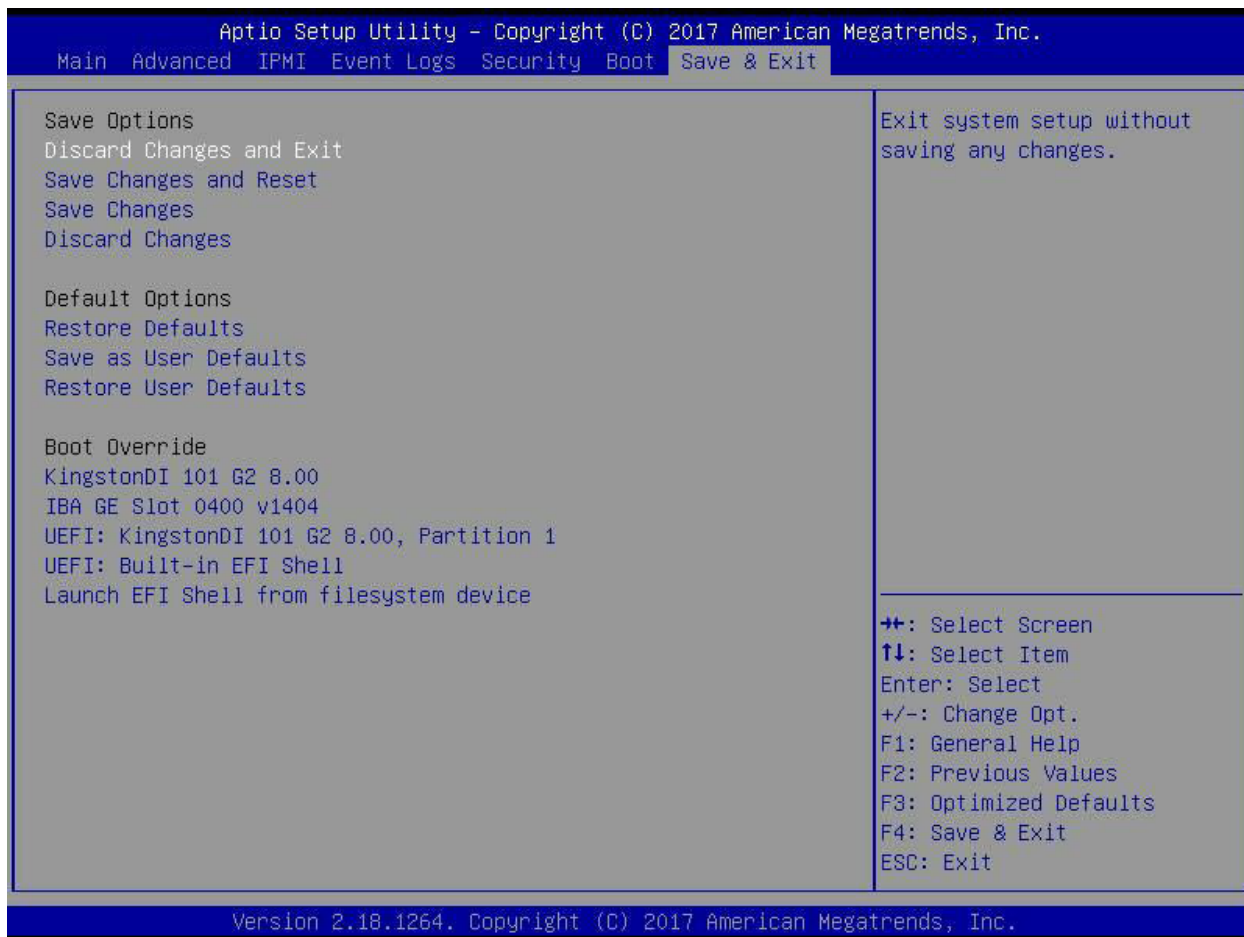 Aptio Setup Utility – Copyright (C) 2017 American Megatrends, Inc.
Main Advanced IPMI Event Logs Security Boot Save & Exit
Save Options
Discard Changes and Exit
Save Changes and Reset
Save Changes
Discard Changes
Default Options
Restore Defaults
Save as User Defaults
Restore User Defaults
Boot Override
KingstonDI 101 G2 8.00
IBA GE Slot 0400 v1404
UEFI: KingstonDI 101 G2 8.00, Partition 1
UEFI: Built-in EFI Shell
Launch EFI Shell from filesystem device
Exit system setup without
saving any changes.
→←: Select Screen
↑↓: Select Item
Enter: Select
+/-: Change Opt.
F1: General Help
F2: Previous Values
F3: Optimized Defaults
F4: Save & Exit
ESC: Exit
Version 2.18.1264. Copyright (C) 2017 American Megatrends, Inc.